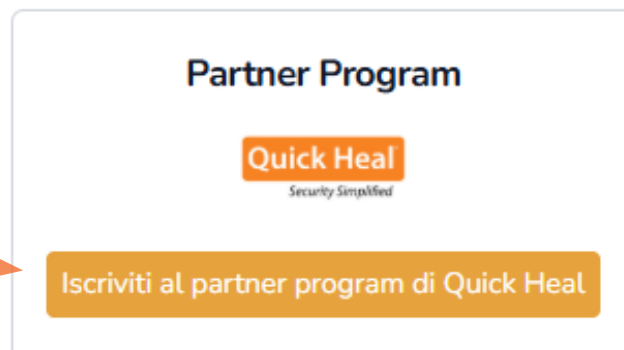 Partner Program
Quick Heal
Security Simplified
Iscriviti al partner program di Quick Heal